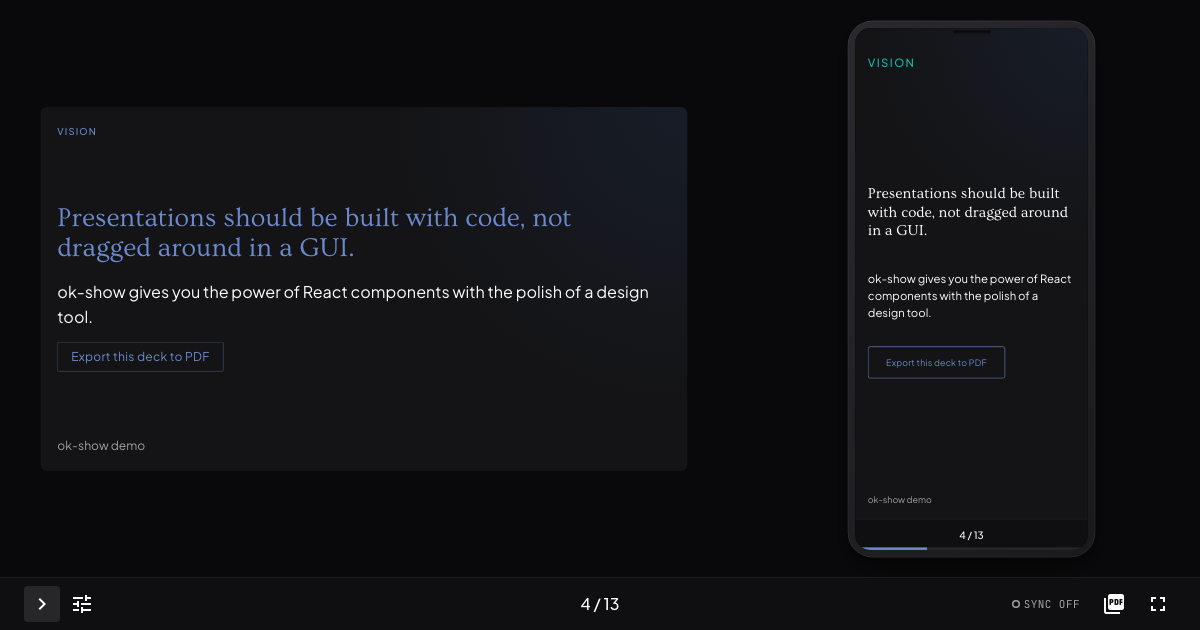 VISION
Presentations should be built with code, not
dragged around in a GUI.
ok-show gives you the power of React components with the polish of a design
tool.
Export this deck to PDF
ok-show demo
VISION
Presentations should be built
with code, not dragged around
in a GUI.
ok-show gives you the power of React
components with the polish of a
design tool.
Export this deck to PDF
ok-show demo
4 / 13
4 / 13
SYNC OFF
PDF